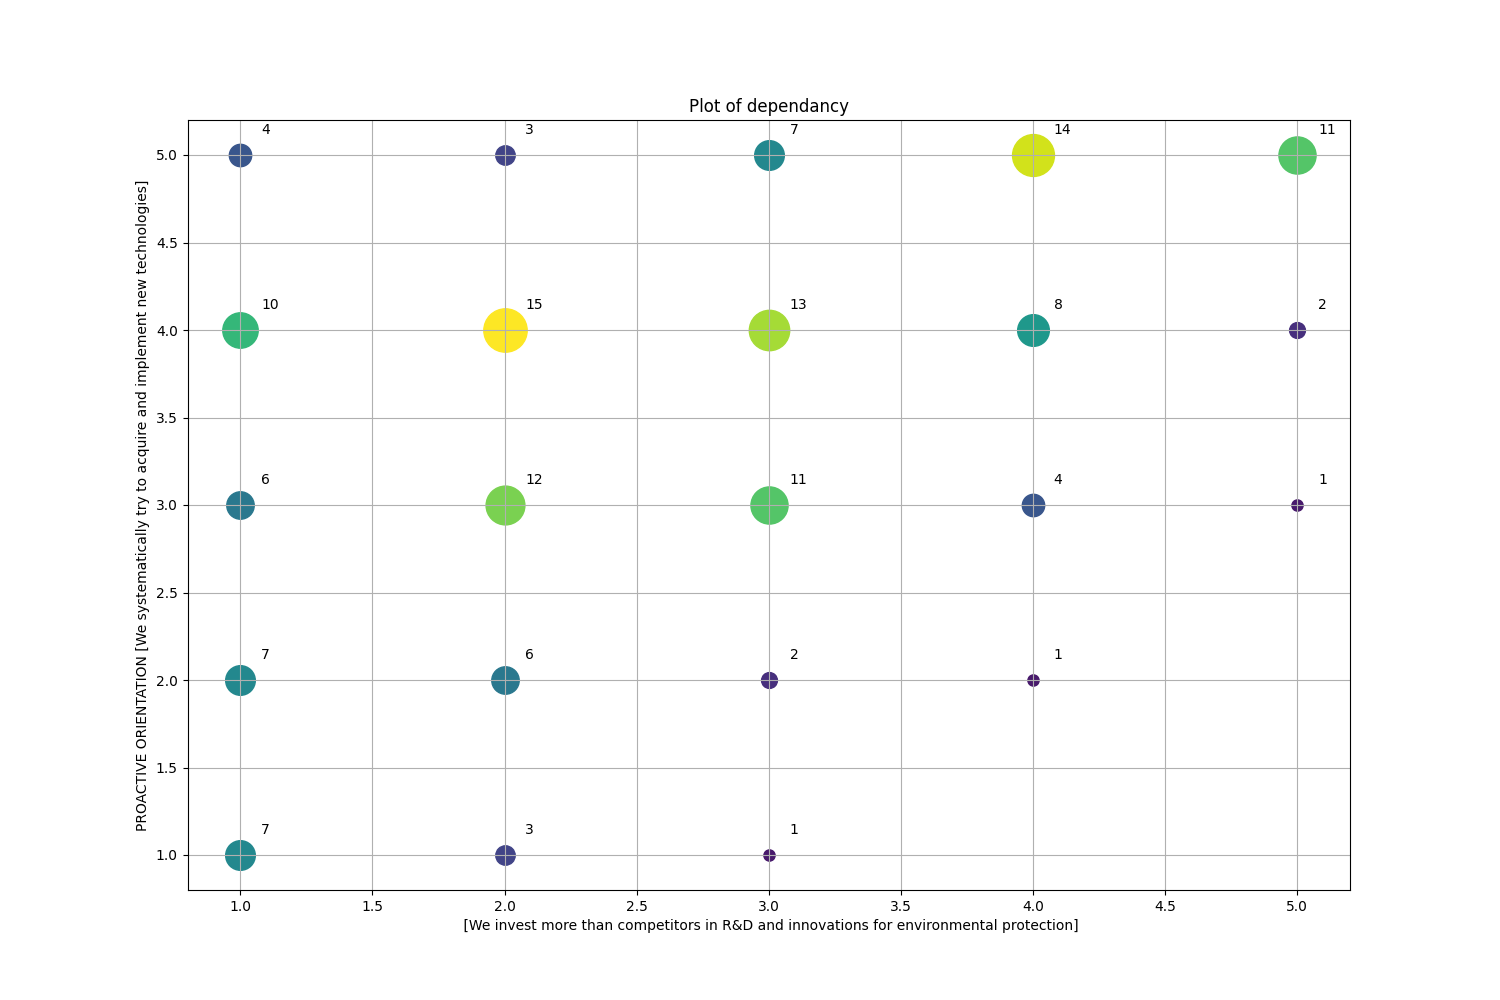 Plot of dependancy
4 3 7 14 11
5.0
4.5
10 15 13 8 2
4.0
3.5
6 12 11 4 1
3.0
2.5
7 6 2 1
2.0
1.5
7 3 1
1.0
PROACTIVE ORIENTATION [We systematically try to acquire and implement new technologies]
1.0 1.5 2.0 2.5 3.0 3.5 4.0 4.5 5.0
[We invest more than competitors in R&D and innovations for environmental protection]